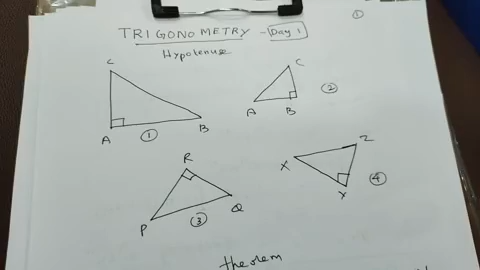 ①
TRIGONOMETRY - Day 1
Hypotenuse
C
A
B
①
C
A
B
②
R
P
Q
③
X
Z
Y
④
theorem